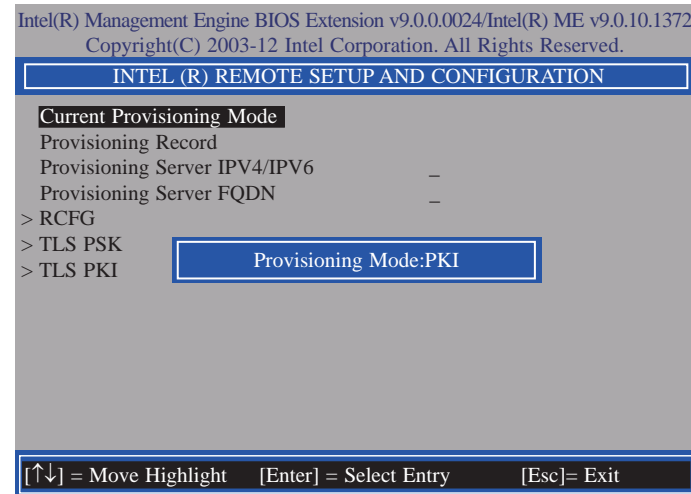 Intel(R) Management Engine BIOS Extension v9.0.0.0024/Intel(R) ME v9.0.10.1372
Copyright(C) 2003-12 Intel Corporation. All Rights Reserved.
INTEL (R) REMOTE SETUP AND CONFIGURATION
Current Provisioning Mode
Provisioning Record
Provisioning Server IPV4/IPV6 _
Provisioning Server FQDN _
> RCFG
> TLS PSK
> TLS PKI
Provisioning Mode:PKI
[↑↓] = Move Highlight [Enter] = Select Entry [Esc]= Exit